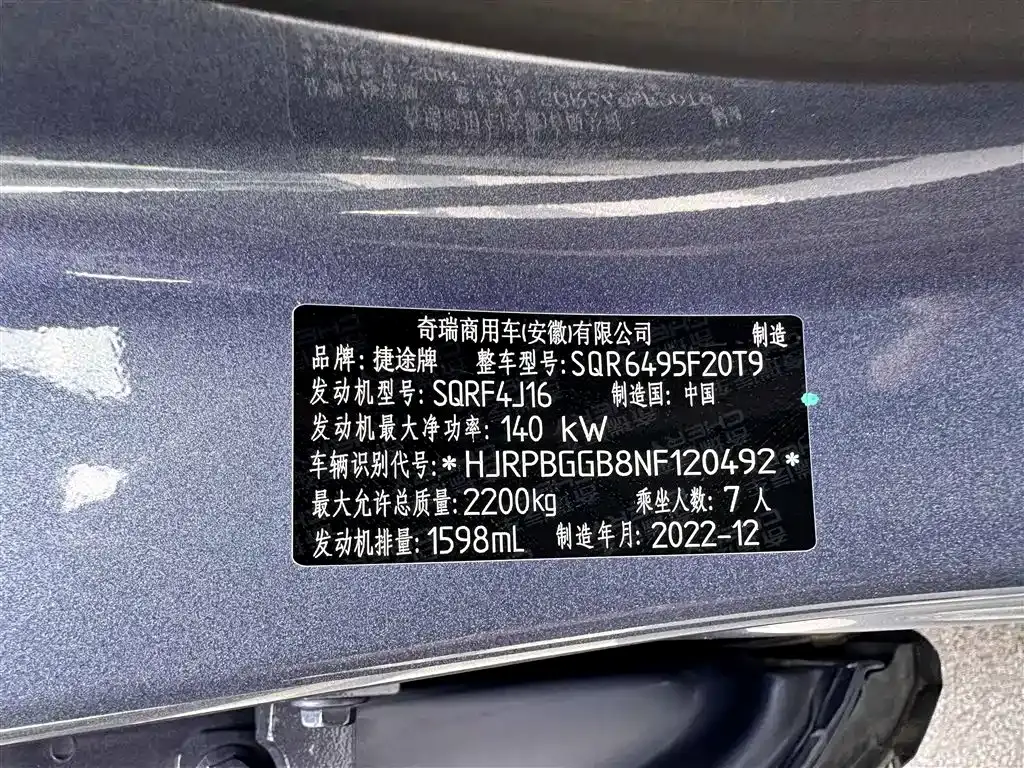 奇瑞商用车(安徽)有限公司 制造
品牌: 捷途牌 整车型号: SQR6495F20T9
发动机型号: SQRF4J16 制造国: 中国
发动机最大净功率: 140 kW
车辆识别代号: *HJRPBGGB8NF120492*
最大允许总质量: 2200kg 乘坐人数: 7 人
发动机排量: 1598mL 制造年月: 2022-12